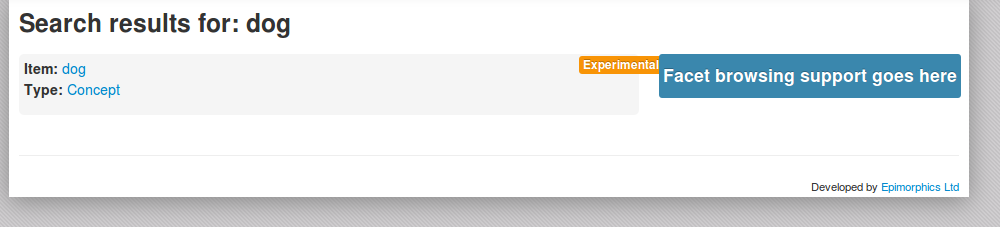 Search results for: dog
Item: dog
Type: Concept
Experimental
Facet browsing support goes here
Developed by Epimorphics Ltd